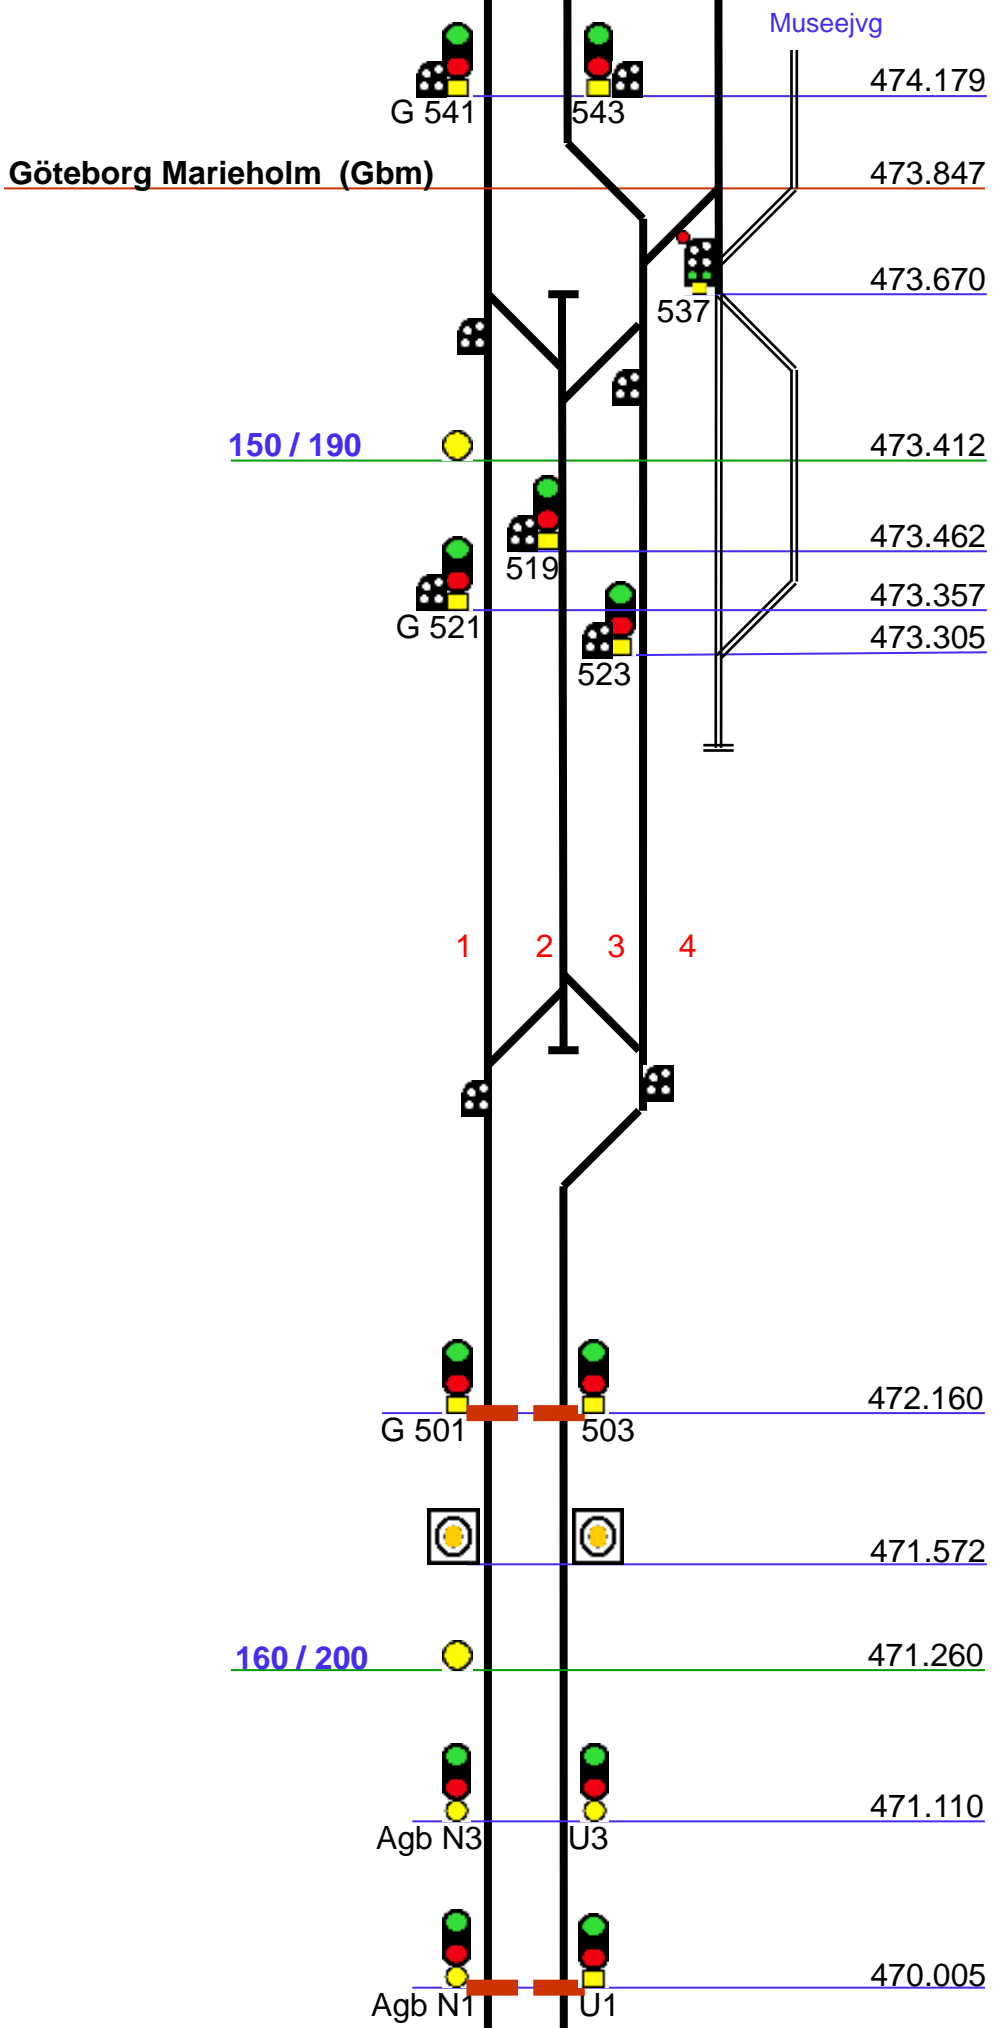 Museejvg
474.179
G 541
543
Göteborg Marieholm (Gbm)
473.847
473.670
537
150 / 190
473.412
473.462
519
473.357
G 521
473.305
523
1 2 3 4
472.160
G 501
503
471.572
160 / 200
471.260
471.110
Agb N3
U3
470.005
Agb N1
U1